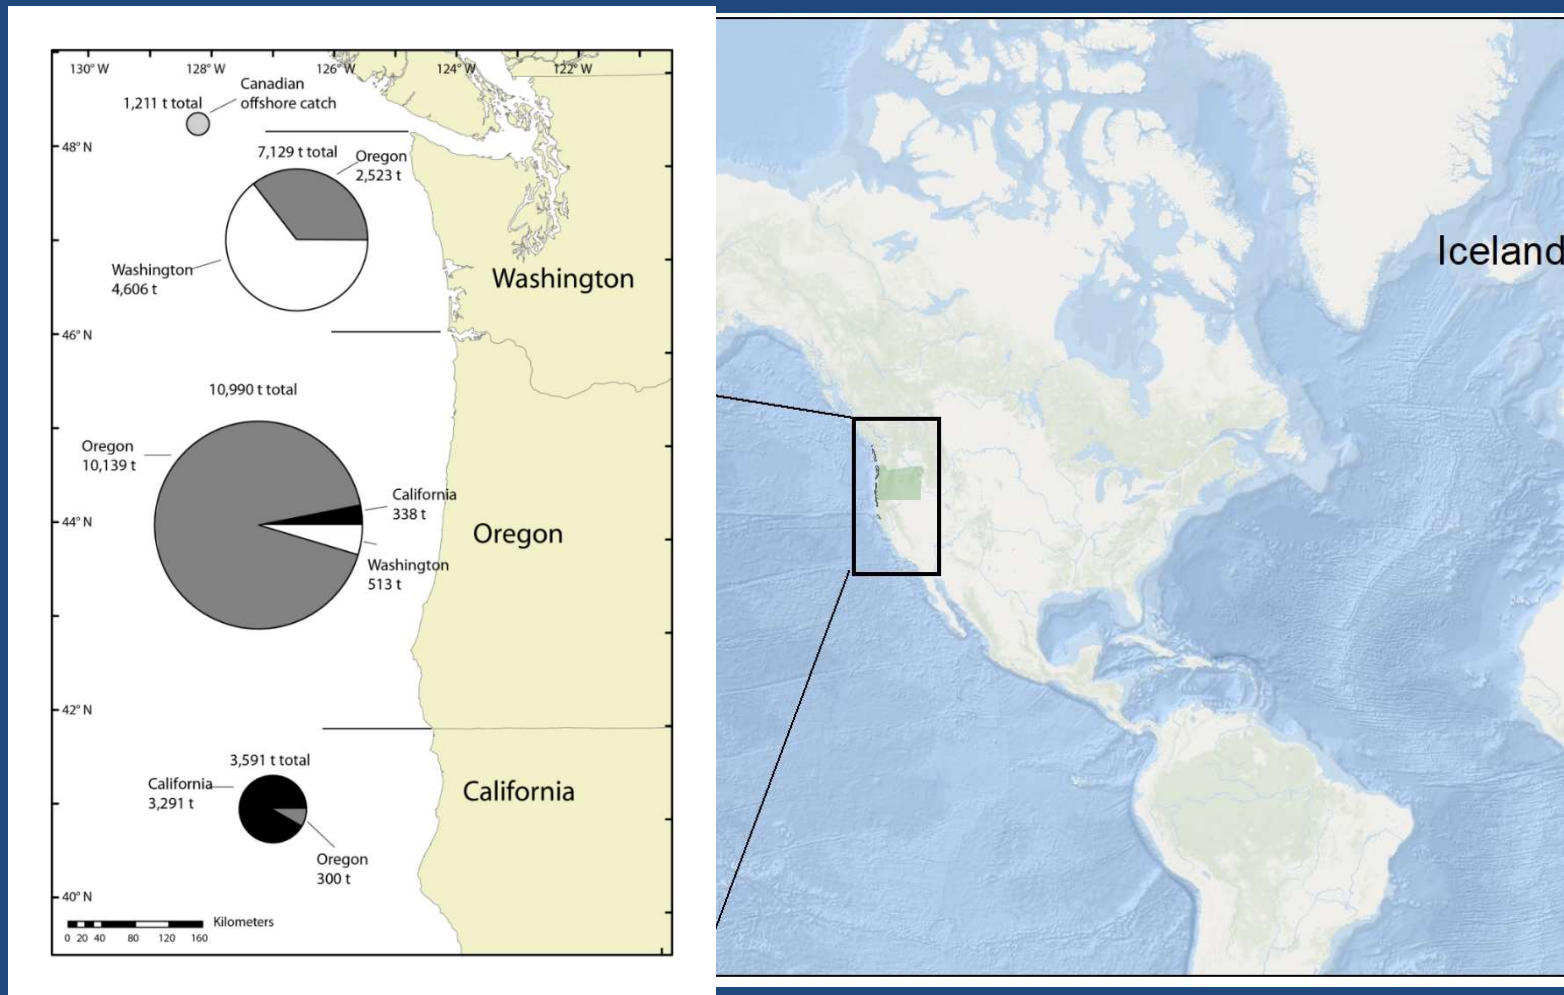 130° W
128° W
126° W
124° W
122° W
Canadian
offshore catch
1,211 t total
48° N
7,129 t total
Oregon
2,523 t
Washington
4,606 t
Washington
46° N
10,990 t total
Oregon
10,139 t
California
338 t
44° N
Oregon
Washington
513 t
42° N
3,591 t total
California
3,291 t
California
Oregon
300 t
40° N
Kilometers
0 20 40 80 120 160
Iceland